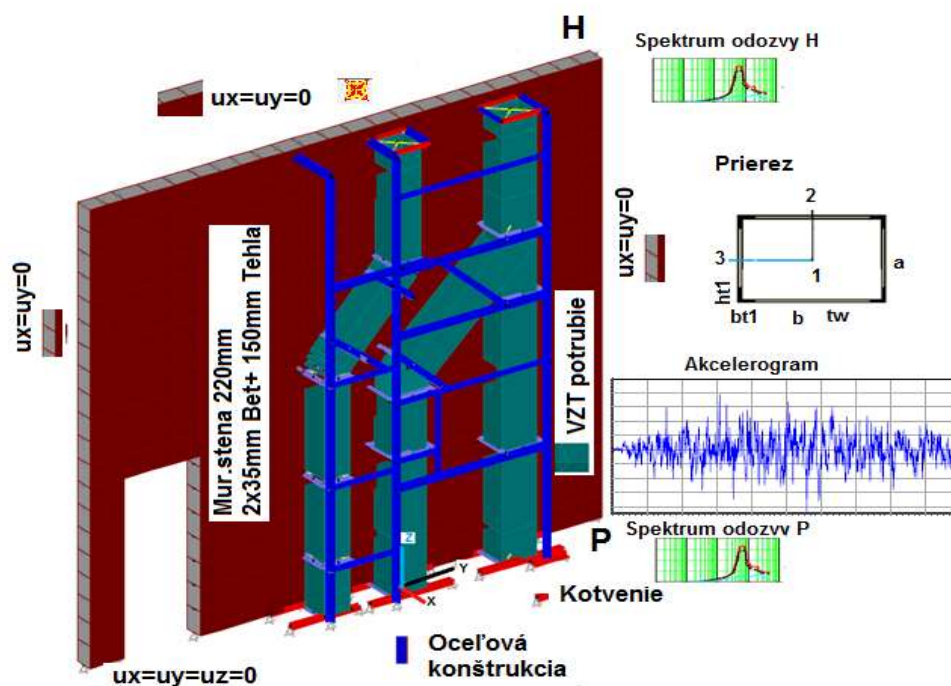 H
Spektrum odozvy H
ux=uy=0
Prierez
2
3
1
a
ht1
bt1
b
tw
ux=uy=0
ux=uy=0
Mur.stena 220mm
2x35mm Bet+ 150mm Tehla
VZT potrubie
Akcelerogram
P
Spektrum odozvy P
Z
Y
X
Kotvenie
Oceľová
konštrukcia
ux=uy=uz=0